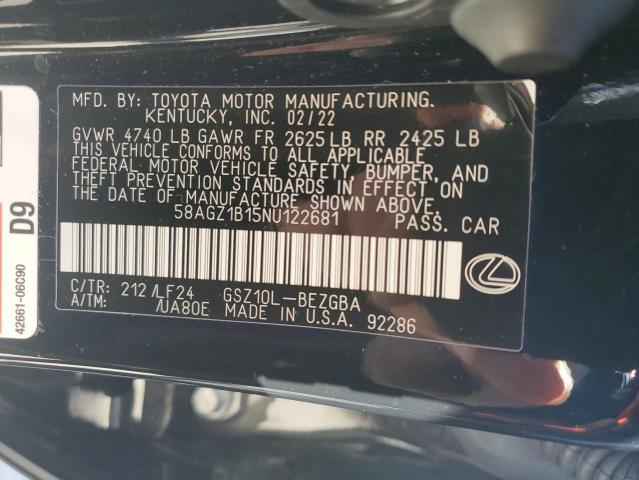 MFD. BY: TOYOTA MOTOR MANUFACTURING.
KENTUCKY, INC. 02/22
GVWR 4740 LB GAWR FR 2625 LB RR 2425 LB
THIS VEHICLE CONFORMS TO ALL APPLICABLE
FEDERAL MOTOR VEHICLE SAFETY, BUMPER, AND
THEFT PREVENTION STANDARDS IN EFFECT ON
THE DATE OF MANUFACTURE SHOWN ABOVE.
58AGZ1B15NU122681 PASS. CAR
C/TR: 212/LF24 GSZ10L-BEZGBA
A/TM: /UA80E MADE IN U.S.A. 92286
D9
42661-06C90